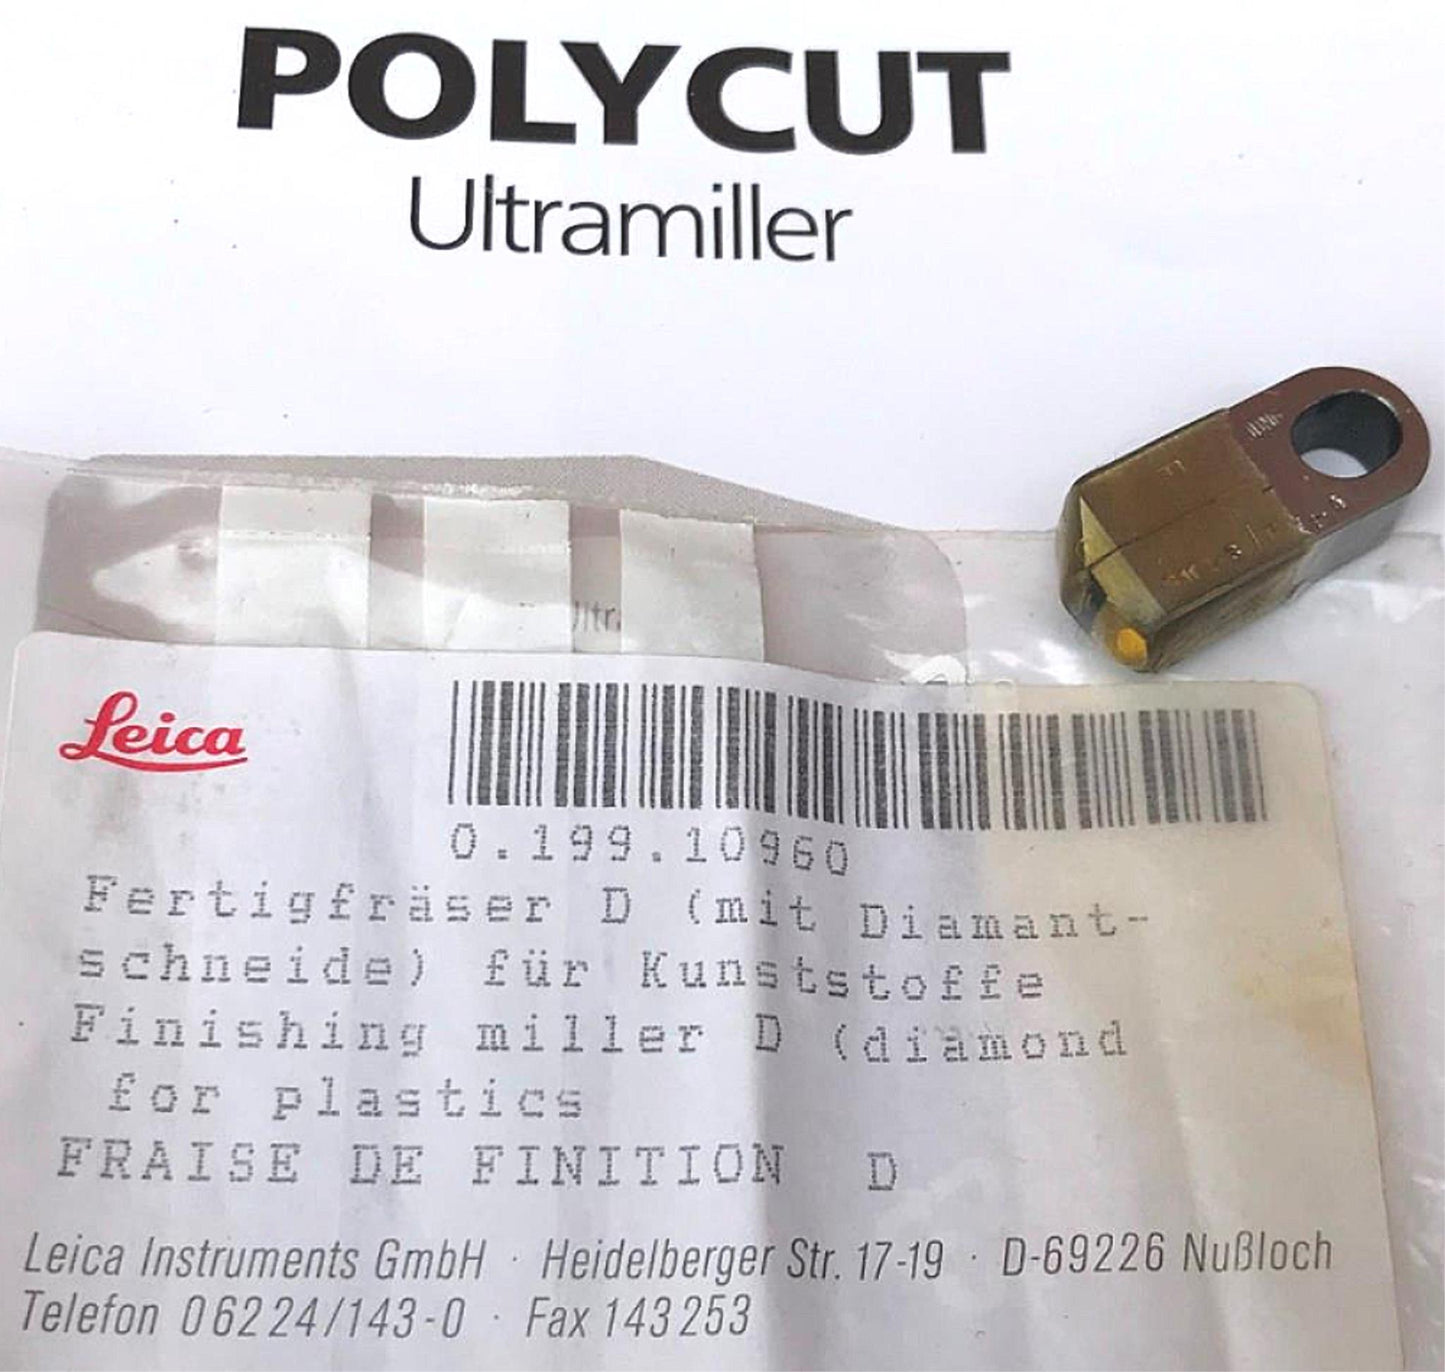 POLYCUT
Ultramiller
Leica
0.199.10960
Fertigfräser D (mit Diamant-
schneide) für Kunststoffe
Finishing miller D (diamond
for plastics
FRAISE DE FINITION D
Leica Instruments GmbH · Heidelberger Str. 17-19 · D-69226 Nußloch
Telefon 06224/143-0 · Fax 143253